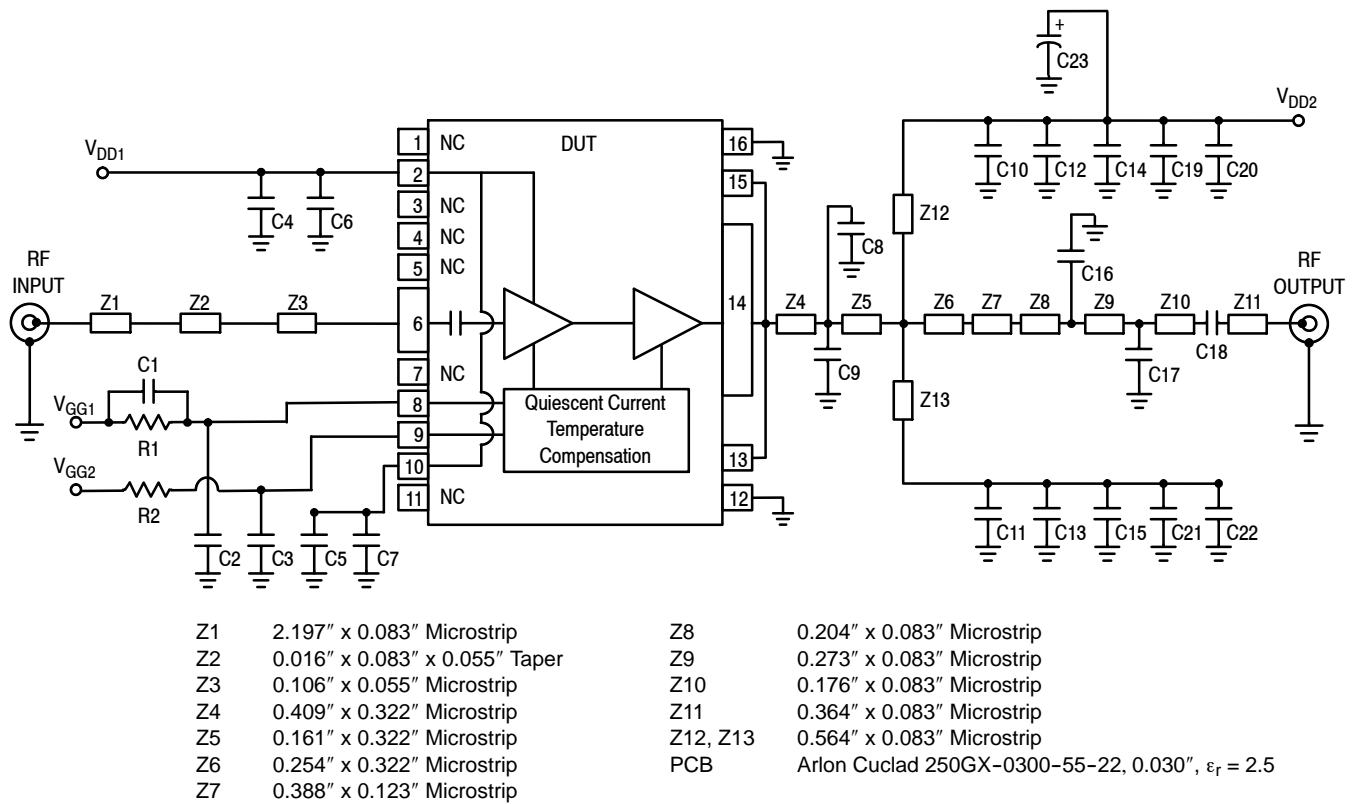 C23
V_DD2
1 NC
DUT
16
V_DD1
2
15
C10
C12
C14
C19
C20
3 NC
C4
C6
Z12
4 NC
C8
5 NC
C16
RF
INPUT
RF
OUTPUT
Z1
Z2
Z3
6
14
Z4
Z5
Z6
Z7
Z8
Z9
Z10
Z11
C18
C9
C17
7 NC
C1
V_GG1
R1
8
Quiescent Current
Temperature
Compensation
Z13
9
V_GG2
R2
10
13
11 NC
12
C2
C3
C5
C7
C11
C13
C15
C21
C22
Z1 2.197″ x 0.083″ Microstrip
Z2 0.016″ x 0.083″ x 0.055″ Taper
Z3 0.106″ x 0.055″ Microstrip
Z4 0.409″ x 0.322″ Microstrip
Z5 0.161″ x 0.322″ Microstrip
Z6 0.254″ x 0.322″ Microstrip
Z7 0.388″ x 0.123″ Microstrip
Z8 0.204″ x 0.083″ Microstrip
Z9 0.273″ x 0.083″ Microstrip
Z10 0.176″ x 0.083″ Microstrip
Z11 0.364″ x 0.083″ Microstrip
Z12, Z13 0.564″ x 0.083″ Microstrip
PCB Arlon Cuclad 250GX-0300-55-22, 0.030″, εr = 2.5